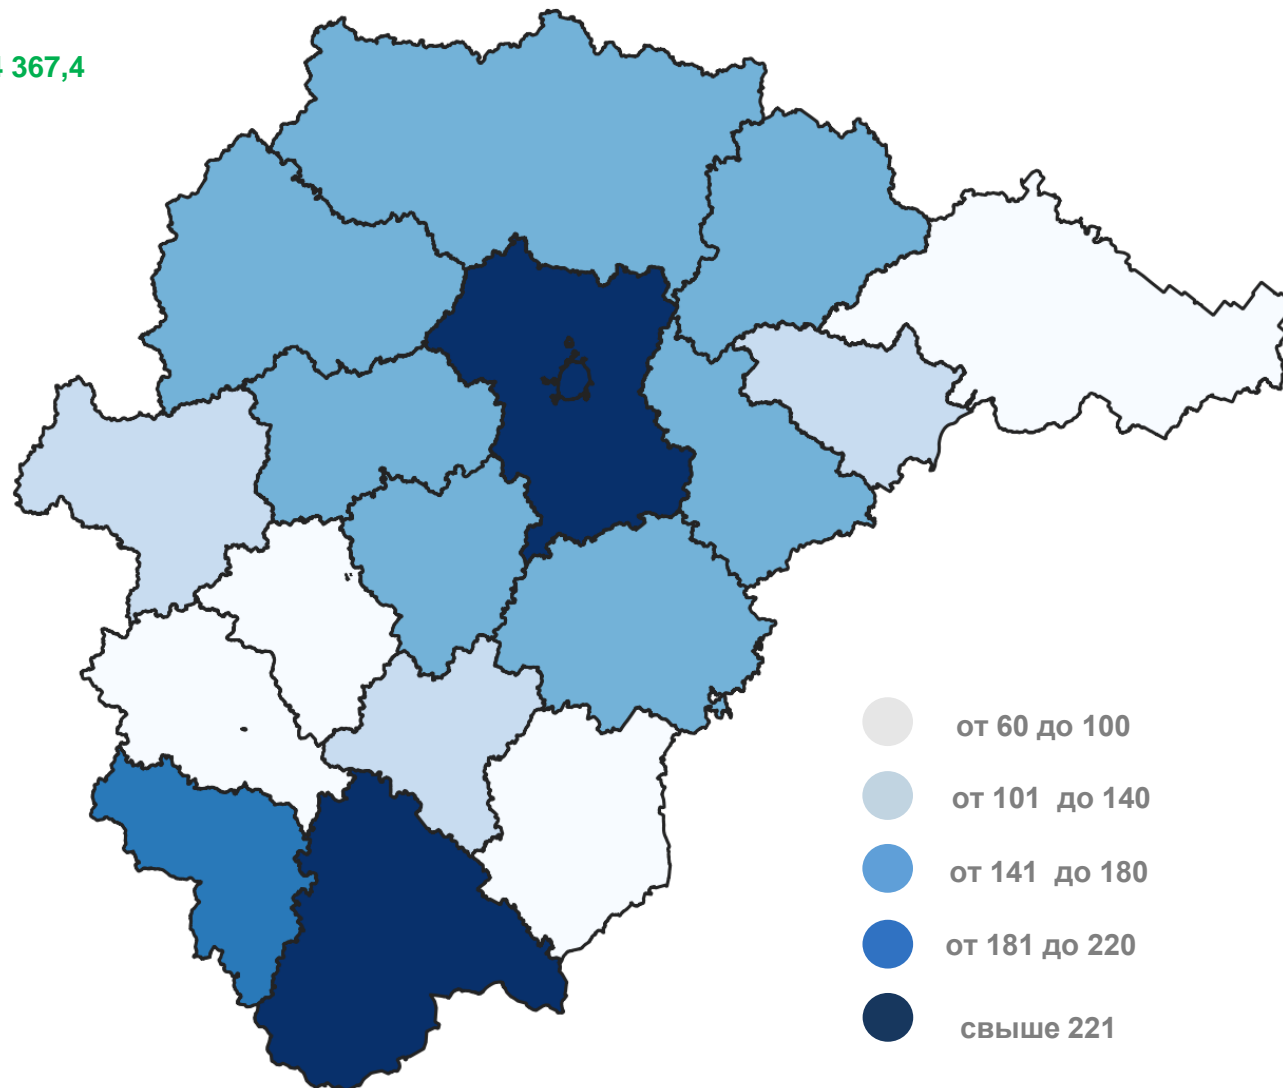 367,4
от 60 до 100
от 101 до 140
от 141 до 180
от 181 до 220
свыше 221